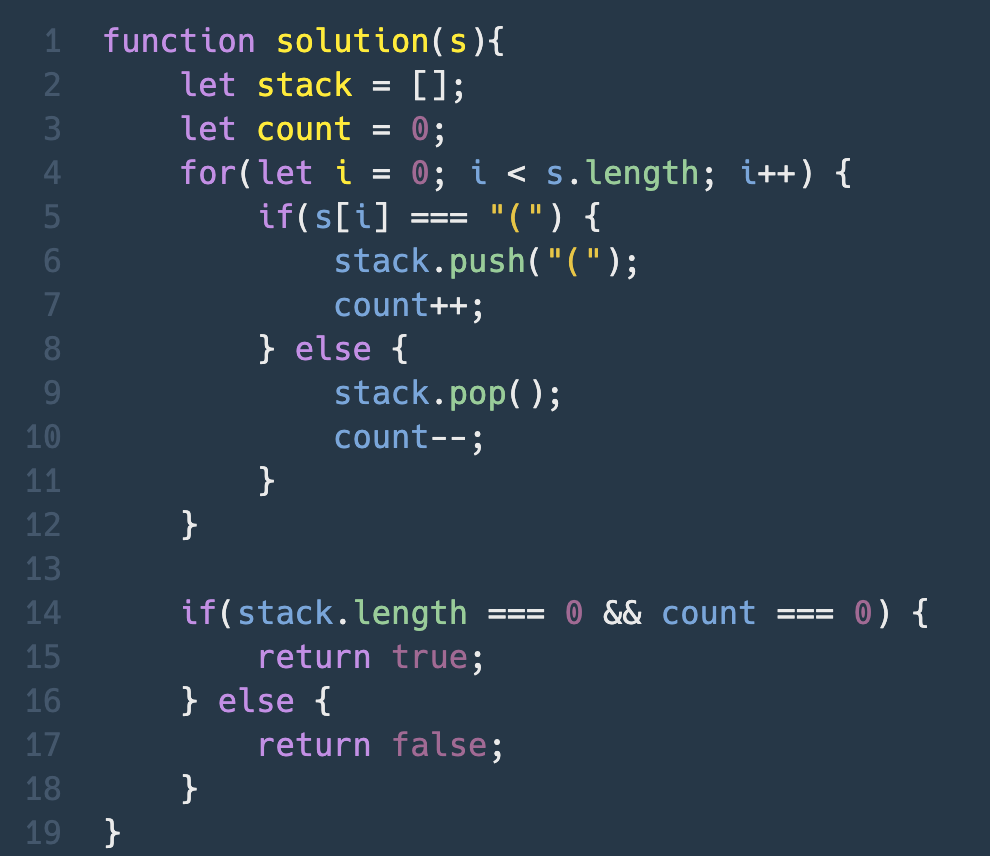 1 function solution(s){
2     let stack = [];
3     let count = 0;
4     for(let i = 0; i < s.length; i++) {
5         if(s[i] === "(") {
6             stack.push("(");
7             count++;
8         } else {
9             stack.pop();
10             count--;
11         }
12     }
13
14     if(stack.length === 0 && count === 0) {
15         return true;
16     } else {
17         return false;
18     }
19 }